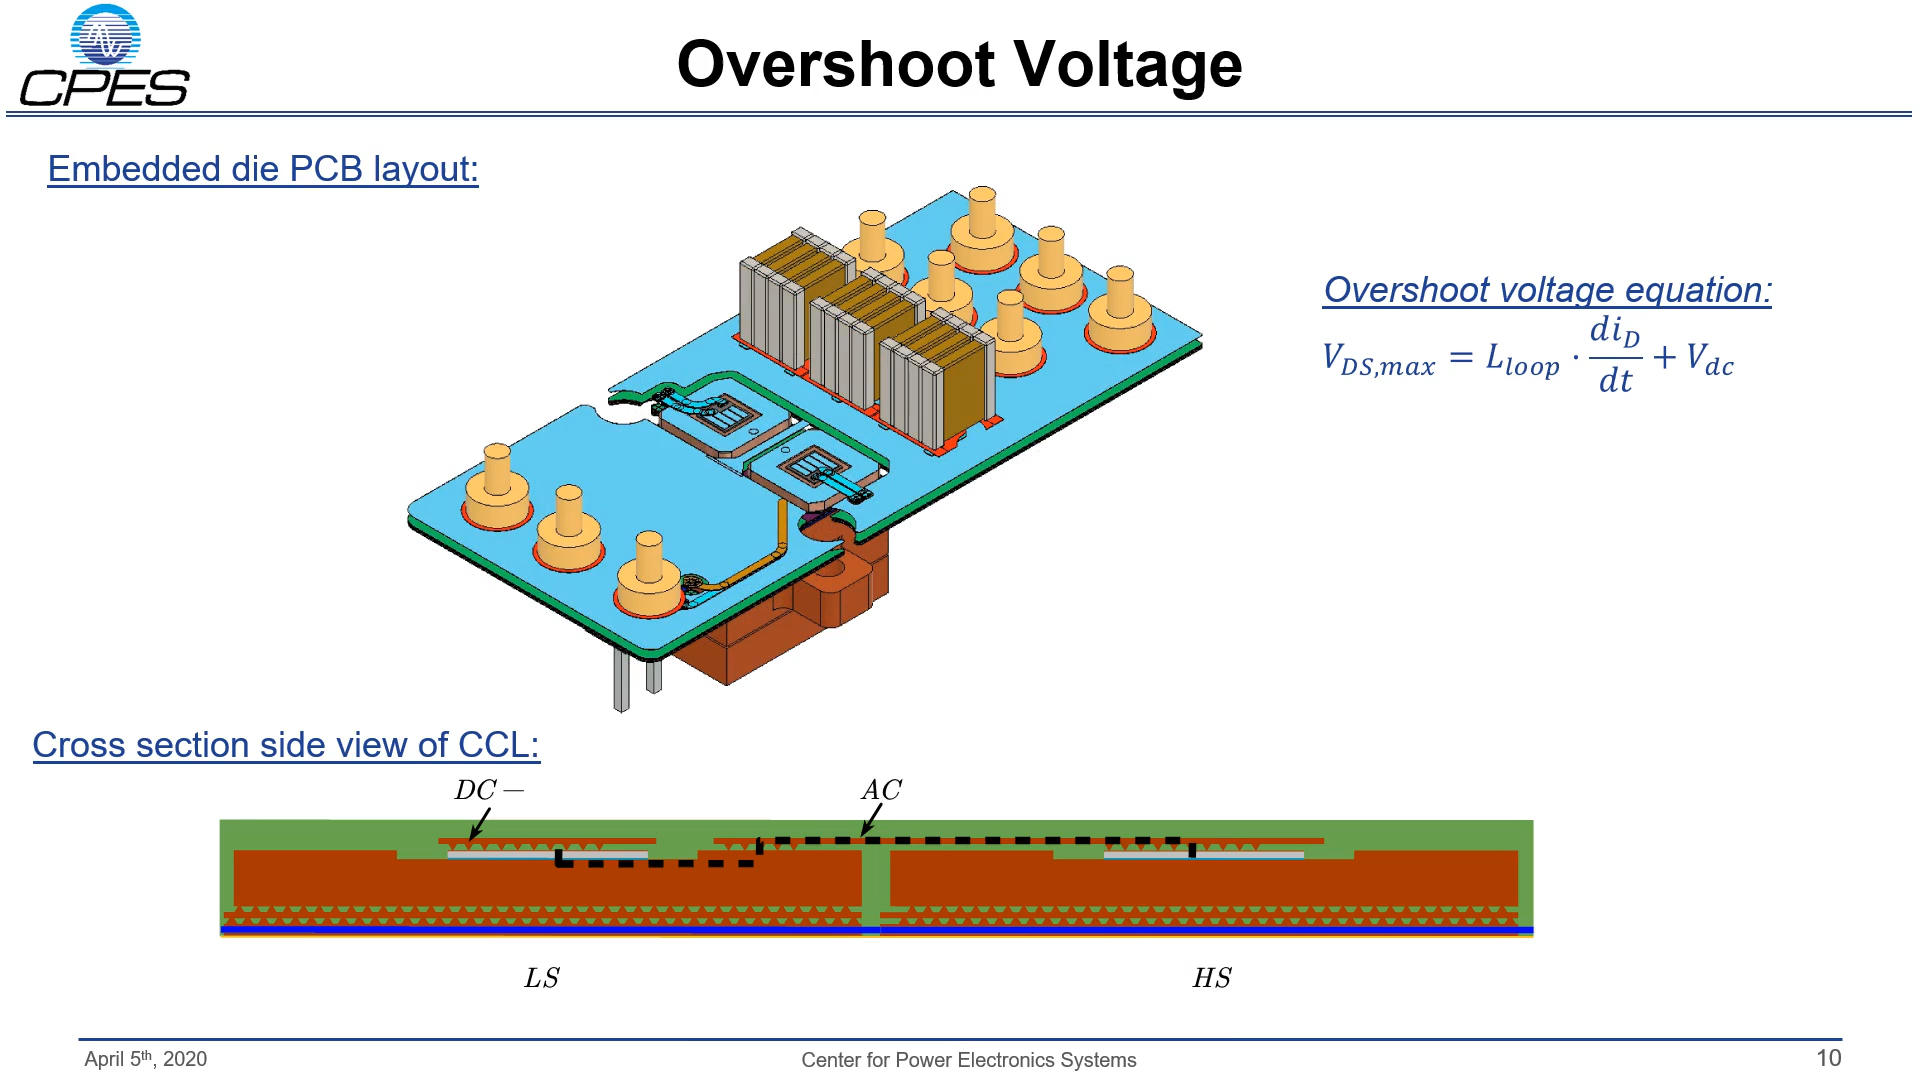 CPES
Overshoot Voltage
Embedded die PCB layout:
Overshoot voltage equation:
$V_{DS,max} = L_{loop} \cdot \frac{di_D}{dt} + V_{dc}$
Cross section side view of CCL:
DC −
AC
LS
HS
April 5th, 2020
Center for Power Electronics Systems
10